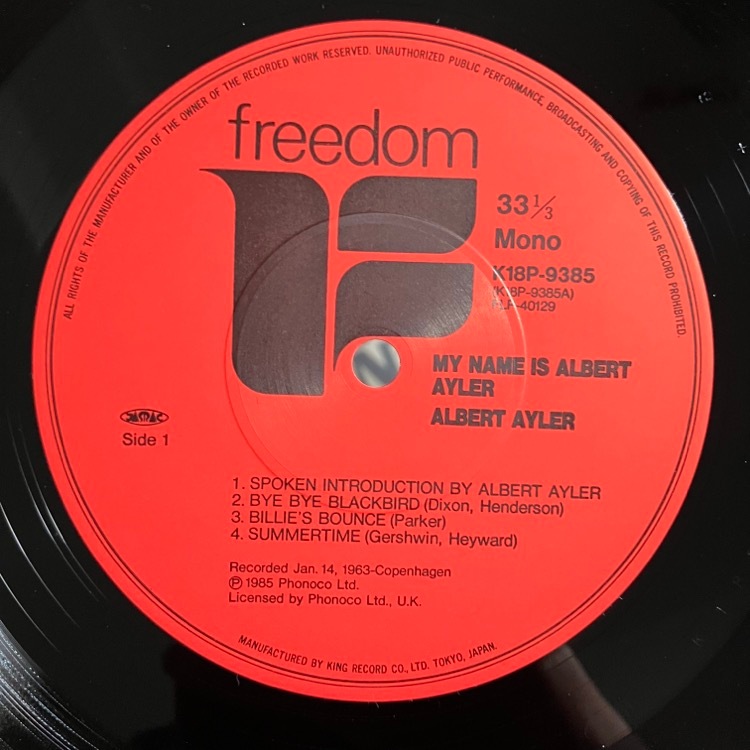 ALL RIGHTS OF THE MANUFACTURER AND OF THE OWNER OF THE RECORDED WORK RESERVED. UNAUTHORIZED PUBLIC PERFORMANCE, BROADCASTING AND COPYING OF THIS RECORD PROHIBITED.
freedom
33 1/3
Mono
K18P-9385
(K18P-9385A)
FLP-40129
MY NAME IS ALBERT
AYLER
ALBERT AYLER
Side 1
1. SPOKEN INTRODUCTION BY ALBERT AYLER
2. BYE BYE BLACKBIRD (Dixon, Henderson)
3. BILLIE'S BOUNCE (Parker)
4. SUMMERTIME (Gershwin, Heyward)
Recorded Jan. 14, 1963-Copenhagen
℗ 1985 Phonoco Ltd.
Licensed by Phonoco Ltd., U.K.
MANUFACTURED BY KING RECORD CO., LTD. TOKYO, JAPAN.